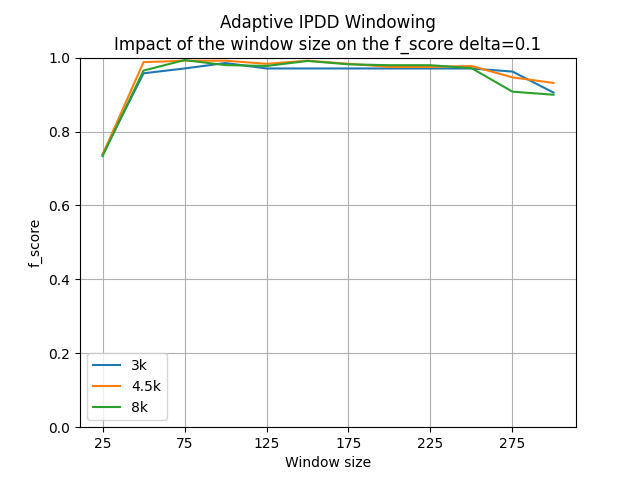 Adaptive IPDD Windowing
Impact of the window size on the f_score delta=0.1
1.0
0.8
0.6
0.4
0.2
0.0
f_score
3k
4.5k
8k
25 75 125 175 225 275
Window size